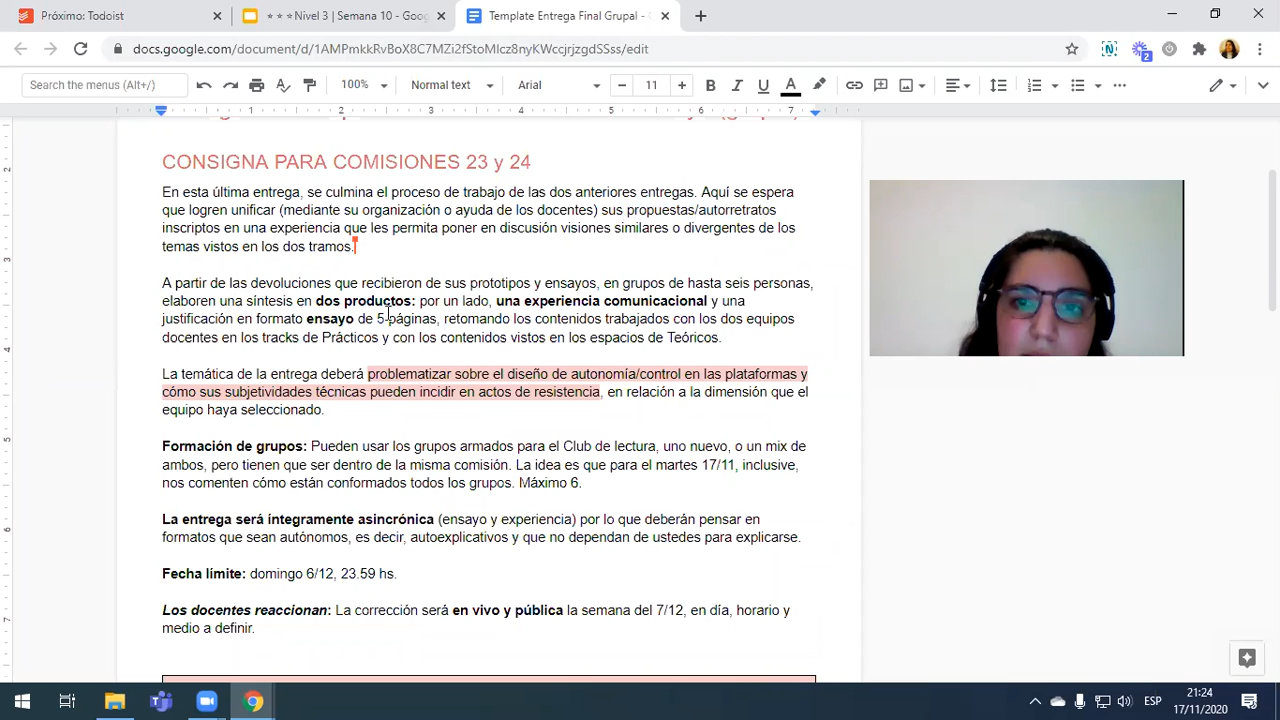 Próximo: Todoist
⭐⭐⭐Nivel 3 | Semana 10 - Goog
Template Entrega Final Grupal - G
docs.google.com/document/d/1AMPmkkRvBoX8C7MZi2fStoMlcz8nyKWccjrjzgdSSss/edit
Search the menus (Alt+/)
100%
Normal text
Arial
11
CONSIGNA PARA COMISIONES 23 y 24
En esta última entrega, se culmina el proceso de trabajo de las dos anteriores entregas. Aquí se espera
que logren unificar (mediante su organización o ayuda de los docentes) sus propuestas/autorretratos
inscriptos en una experiencia que les permita poner en discusión visiones similares o divergentes de los
temas vistos en los dos tramos.
A partir de las devoluciones que recibieron de sus prototipos y ensayos, en grupos de hasta seis personas,
elaboren una síntesis en dos productos: por un lado, una experiencia comunicacional y una
justificación en formato ensayo de 5 páginas, retomando los contenidos trabajados con los dos equipos
docentes en los tracks de Prácticos y con los contenidos vistos en los espacios de Teóricos.
La temática de la entrega deberá problematizar sobre el diseño de autonomía/control en las plataformas y
cómo sus subjetividades técnicas pueden incidir en actos de resistencia, en relación a la dimensión que el
equipo haya seleccionado.
Formación de grupos: Pueden usar los grupos armados para el Club de lectura, uno nuevo, o un mix de
ambos, pero tienen que ser dentro de la misma comisión. La idea es que para el martes 17/11, inclusive,
nos comenten cómo están conformados todos los grupos. Máximo 6.
La entrega será íntegramente asincrónica (ensayo y experiencia) por lo que deberán pensar en
formatos que sean autónomos, es decir, autoexplicativos y que no dependan de ustedes para explicarse.
Fecha límite: domingo 6/12, 23.59 hs.
Los docentes reaccionan: La corrección será en vivo y pública la semana del 7/12, en día, horario y
medio a definir.
ESP
21:24
17/11/2020